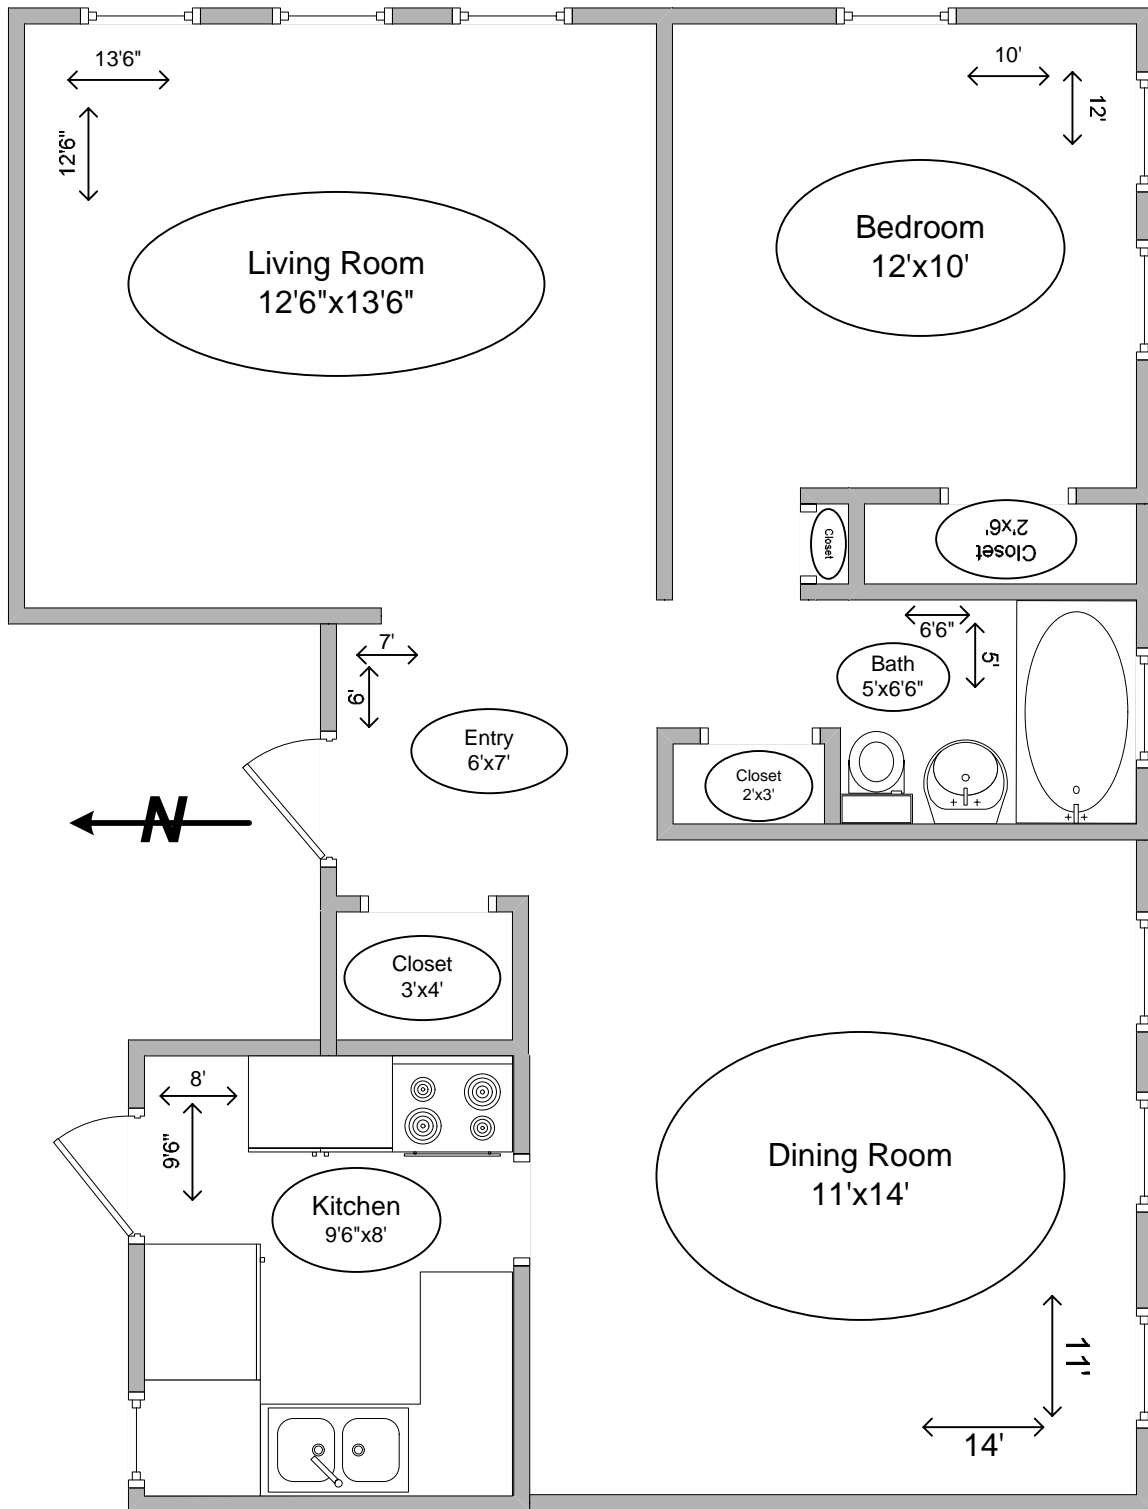 13'6"
10'
12'6"
12'
Living Room
12'6"x13'6"
Bedroom
12'x10'
Closet
Closet
2'x6'
6'6"
5'
Bath
5'x6'6"
7'
6'
Entry
6'x7'
Closet
2'x3'
N
Closet
3'x4'
8'
9'6"
Kitchen
9'6"x8'
Dining Room
11'x14'
11'
14'